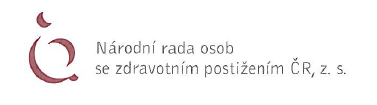 Národní rada osob
se zdravotním postižením ČR, z. s.